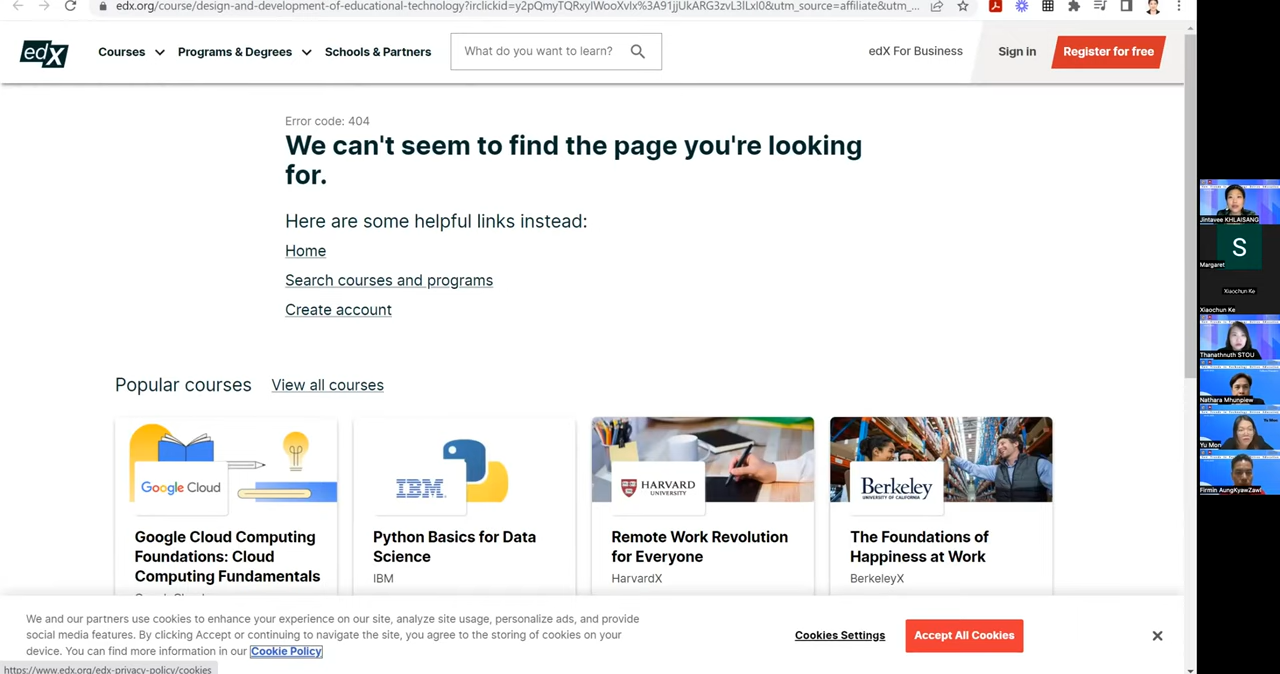 edx.org/course/design-and-development-of-educational-technology?irclickid=y2pQmyTQRxyIWooXvIx%3A91jjUkARG3zvL3lLxl0&utm_source=affiliate&utm_...
edX
Courses
Programs & Degrees
Schools & Partners
What do you want to learn?
edX For Business
Sign in
Register for free
Error code: 404
We can't seem to find the page you're looking
for.
Here are some helpful links instead:
Home
Search courses and programs
Create account
Popular courses
View all courses
Google Cloud
IBM
HARVARD
UNIVERSITY
Berkeley
UNIVERSITY OF CALIFORNIA
Google Cloud Computing
Foundations: Cloud
Computing Fundamentals
Python Basics for Data
Science
IBM
Remote Work Revolution
for Everyone
HarvardX
The Foundations of
Happiness at Work
BerkeleyX
We and our partners use cookies to enhance your experience on our site, analyze site usage, personalize ads, and provide
social media features. By clicking Accept or continuing to navigate the site, you agree to the storing of cookies on your
device. You can find more information in our Cookie Policy
Cookies Settings
Accept All Cookies
https://www.edx.org/edx-privacy-policy/cookies
Jintavee KHLAISANG
S
Margaret
Xiaochun Ke
Xiaochun Ke
Thanathnuth STOU
Nathara Mhunpiew
Yu Mon
Firmin AungKyawZaw